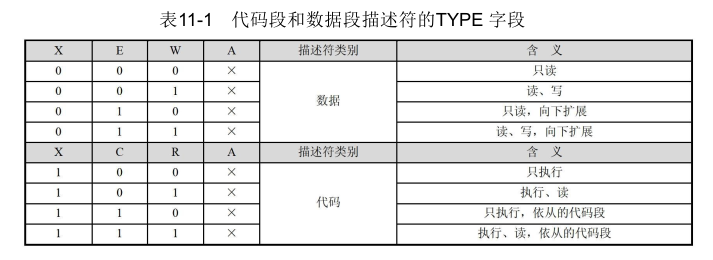 表11-1 代码段和数据段描述符的TYPE 字段
X E W A 描述符类别 含 义
0 0 0 × 数据 只读
0 0 1 × 读、写
0 1 0 × 只读，向下扩展
0 1 1 × 读、写，向下扩展
X C R A 描述符类别 含 义
1 0 0 × 代码 只执行
1 0 1 × 执行、读
1 1 0 × 只执行，依从的代码段
1 1 1 × 执行、读，依从的代码段